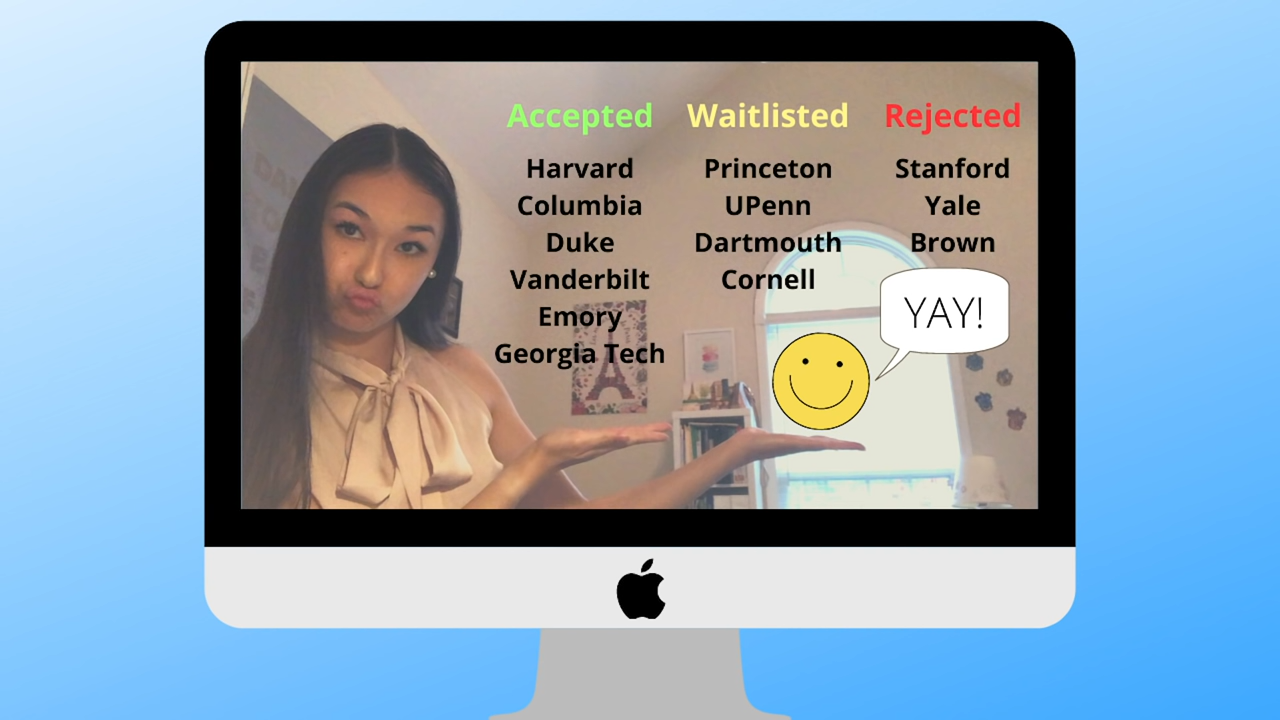 Accepted
Harvard
Columbia
Duke
Vanderbilt
Emory
Georgia Tech
Waitlisted
Princeton
UPenn
Dartmouth
Cornell
Rejected
Stanford
Yale
Brown
YAY!